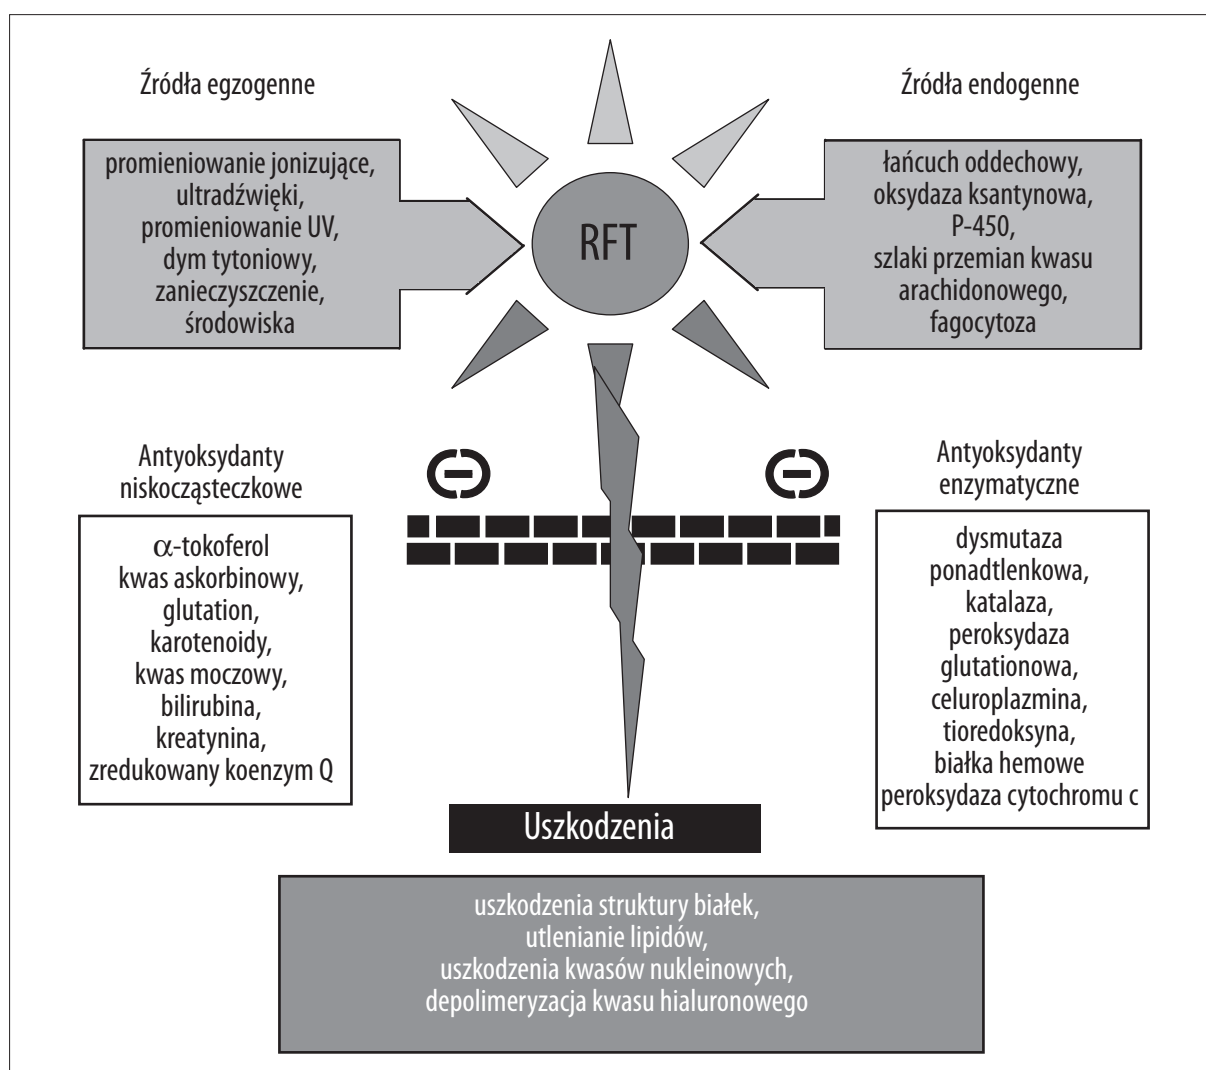 Źródła egzogenne
promieniowanie jonizujące,
ultradźwięki,
promieniowanie UV,
dym tytoniowy,
zanieczyszczenie,
środowiska
RFT
Źródła endogenne
łańcuch oddechowy,
oksydaza ksantynowa,
P-450,
szlaki przemian kwasu
arachidonowego,
fagocytoza
Antyoksydanty
niskocząsteczkowe
α-tokoferol
kwas askorbinowy,
glutation,
karotenoidy,
kwas moczowy,
bilirubina,
kreatynina,
zredukowany koenzym Q
Antyoksydanty
enzymatyczne
dysmutaza
ponadtlenkowa,
katalaza,
peroksydaza
glutationowa,
celuroplazmina,
tioredoksyna,
białka hemowe
peroksydaza cytochromu c
Uszkodzenia
uszkodzenia struktury białek,
utlenianie lipidów,
uszkodzenia kwasów nukleinowych,
depolimeryzacja kwasu hialuronowego